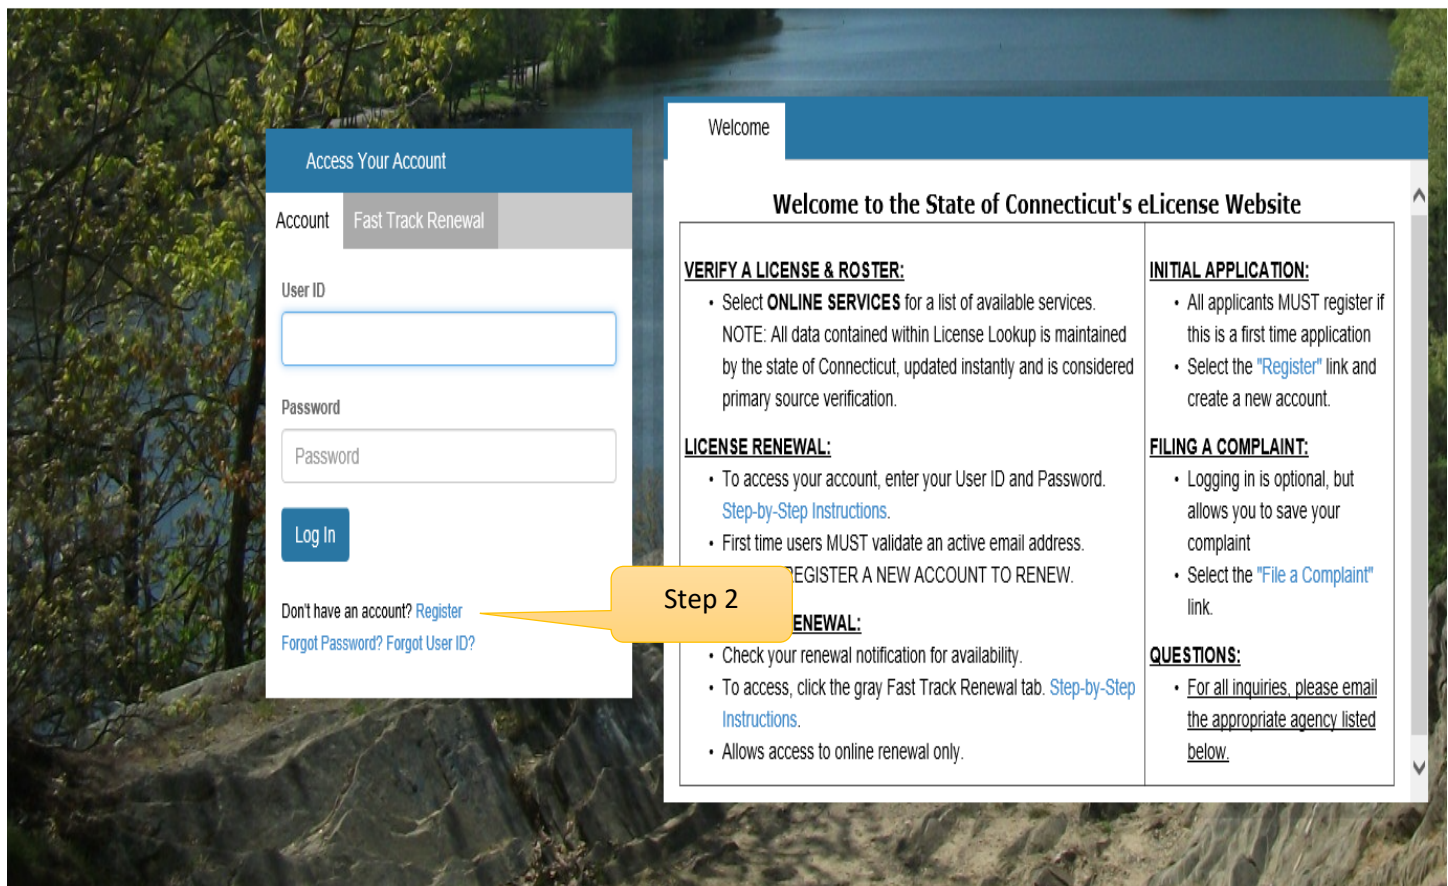 Access Your Account
Account
Fast Track Renewal
User ID
Password
Password
Log In
Don't have an account? Register
Forgot Password? Forgot User ID?
Step 2
Welcome
Welcome to the State of Connecticut's eLicense Website
VERIFY A LICENSE & ROSTER:
• Select ONLINE SERVICES for a list of available services.
NOTE: All data contained within License Lookup is maintained
by the state of Connecticut, updated instantly and is considered
primary source verification.
LICENSE RENEWAL:
• To access your account, enter your User ID and Password.
Step-by-Step Instructions.
• First time users MUST validate an active email address.
A NEW ACCOUNT TO RENEW.
• Check your renewal notification for availability.
• To access, click the gray Fast Track Renewal tab. Step-by-Step
Instructions.
• Allows access to online renewal only.
INITIAL APPLICATION:
• All applicants MUST register if
this is a first time application
• Select the "Register" link and
create a new account.
FILING A COMPLAINT:
• Logging in is optional, but
allows you to save your
complaint
• Select the "File a Complaint"
link.
QUESTIONS:
• For all inquiries, please email
the appropriate agency listed
below.